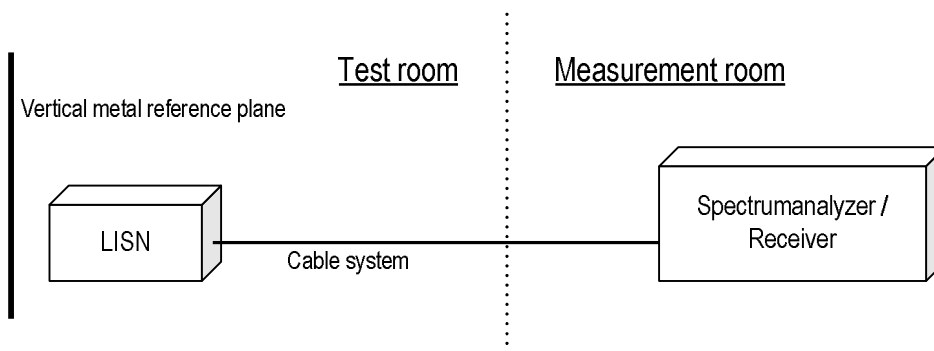 Test room
Measurement room
Vertical metal reference plane
LISN
Cable system
Spectrumanalyzer /
Receiver